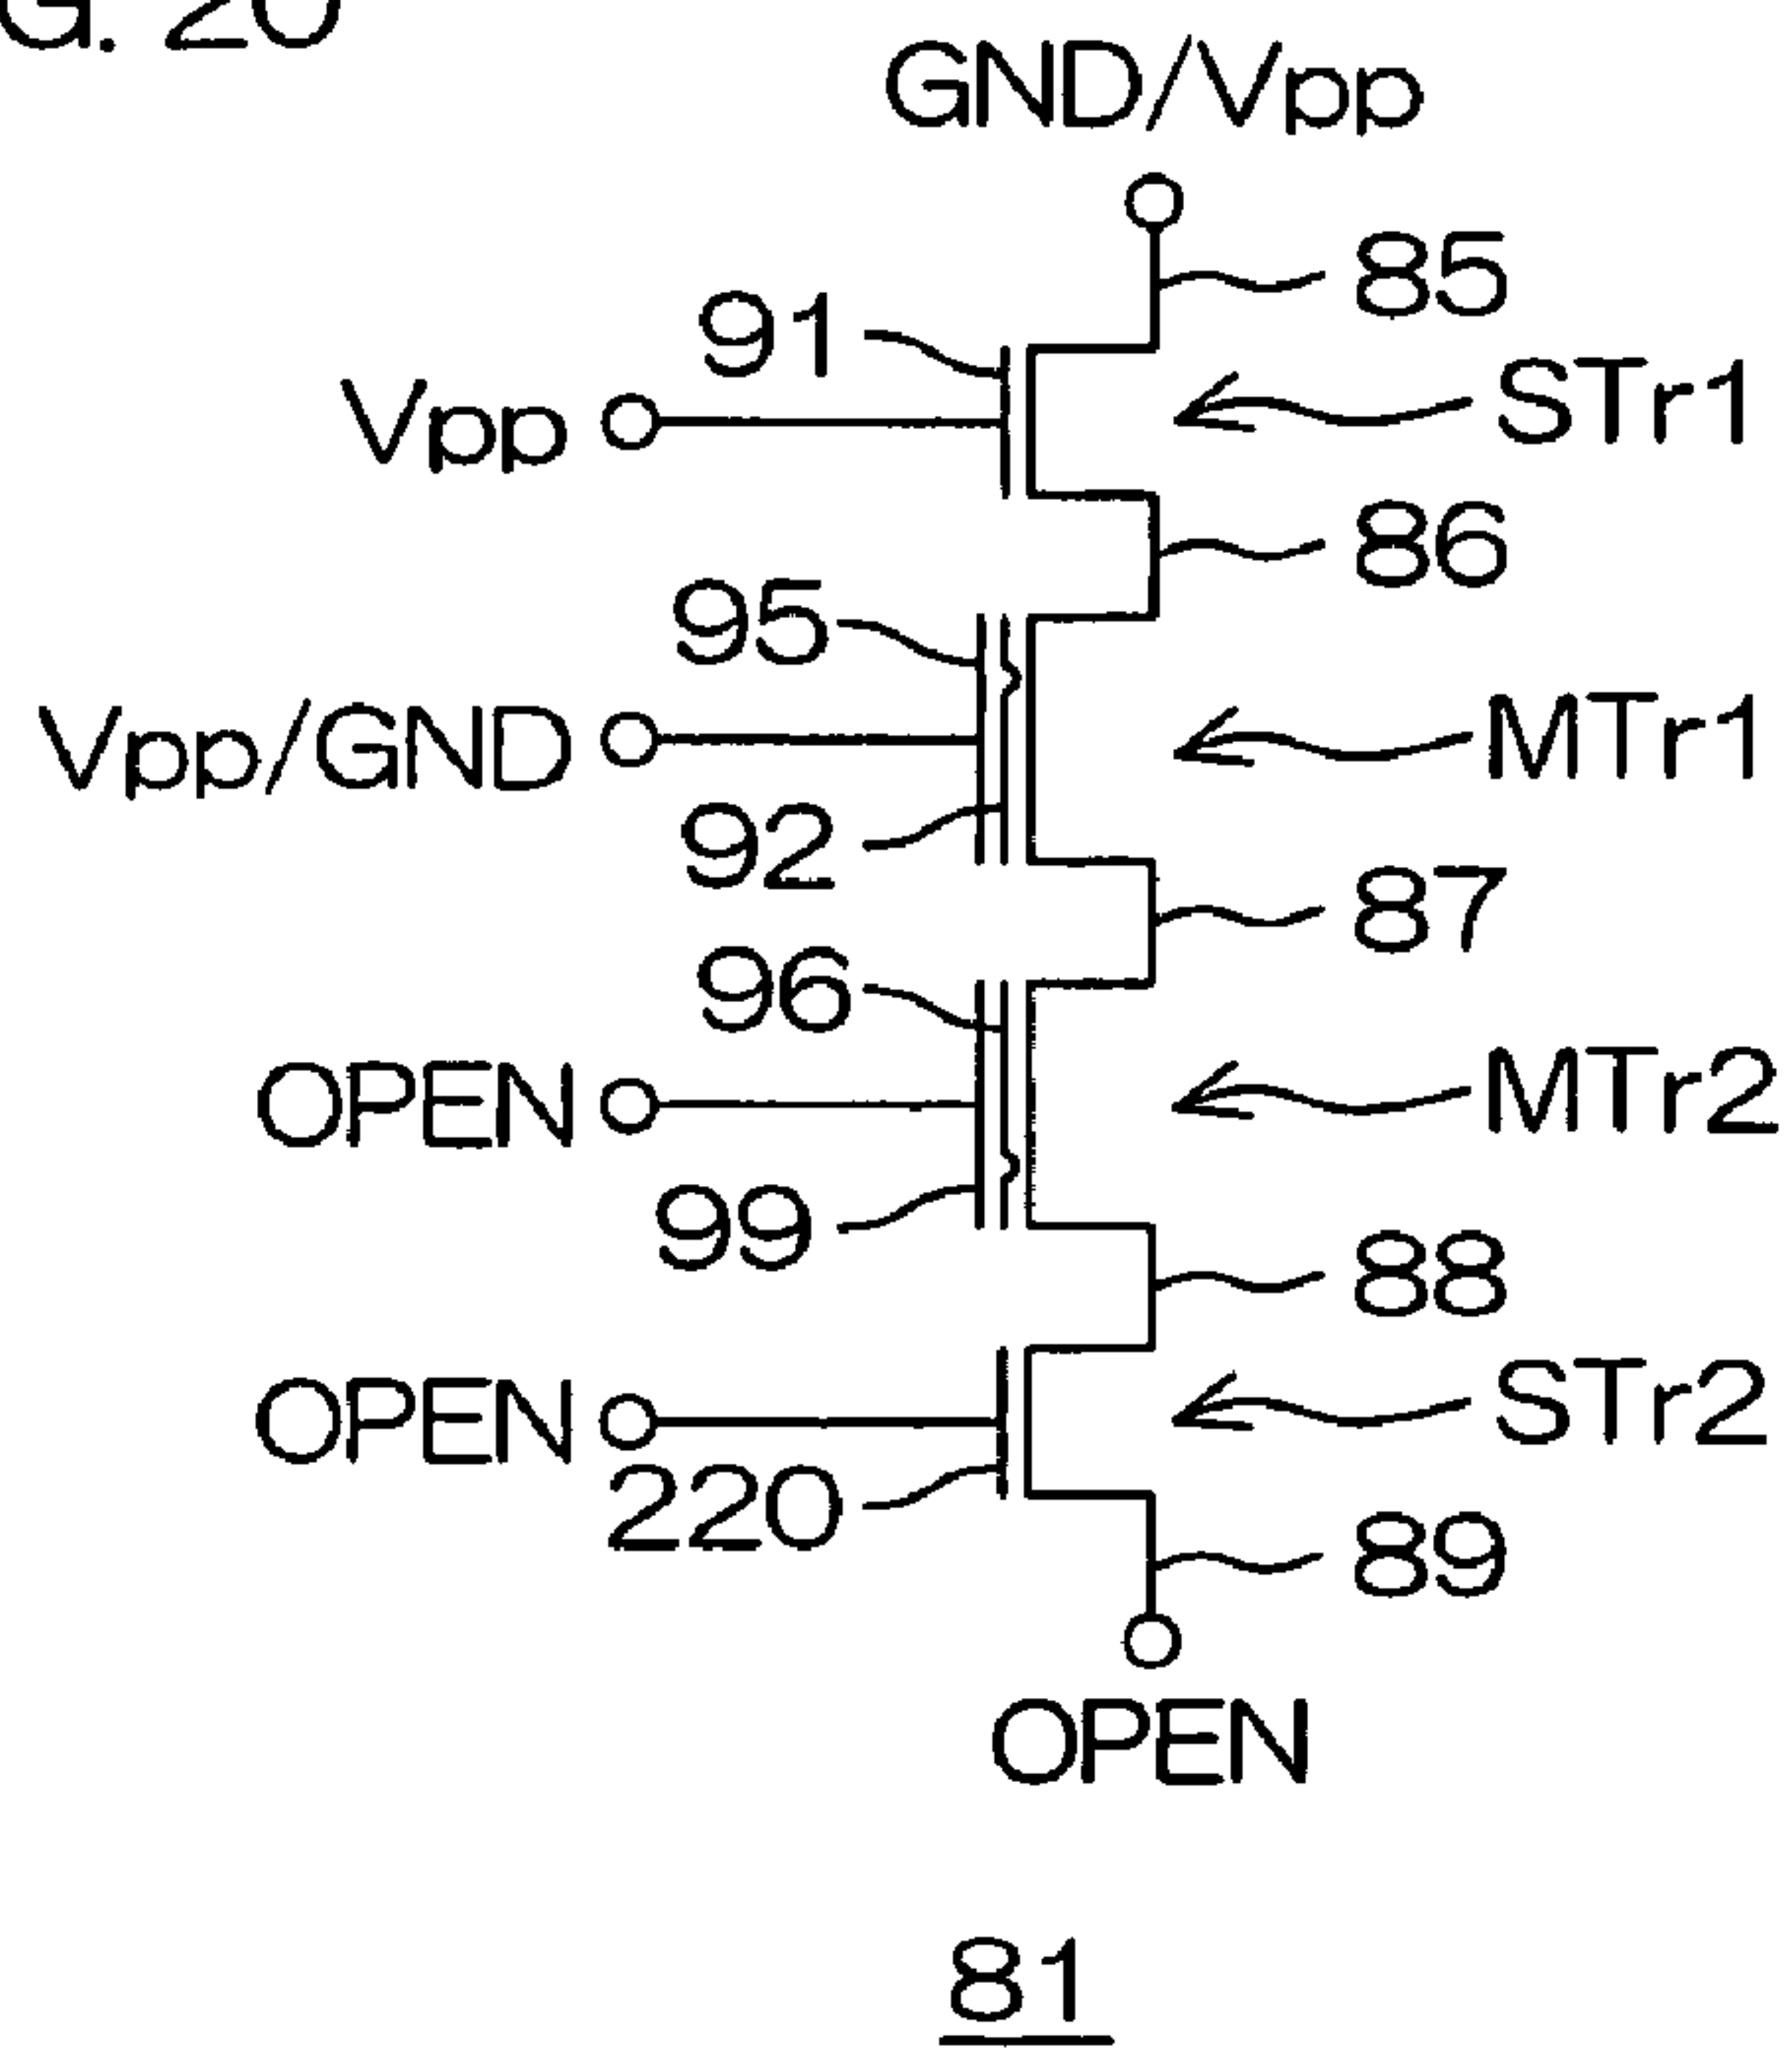 G. 20
GND/Vpp
85
91
STr1
Vpp
86
95
MTr1
Vpp/GND
92
87
96
MTr2
OPEN
99
88
STr2
OPEN
220
89
OPEN
81